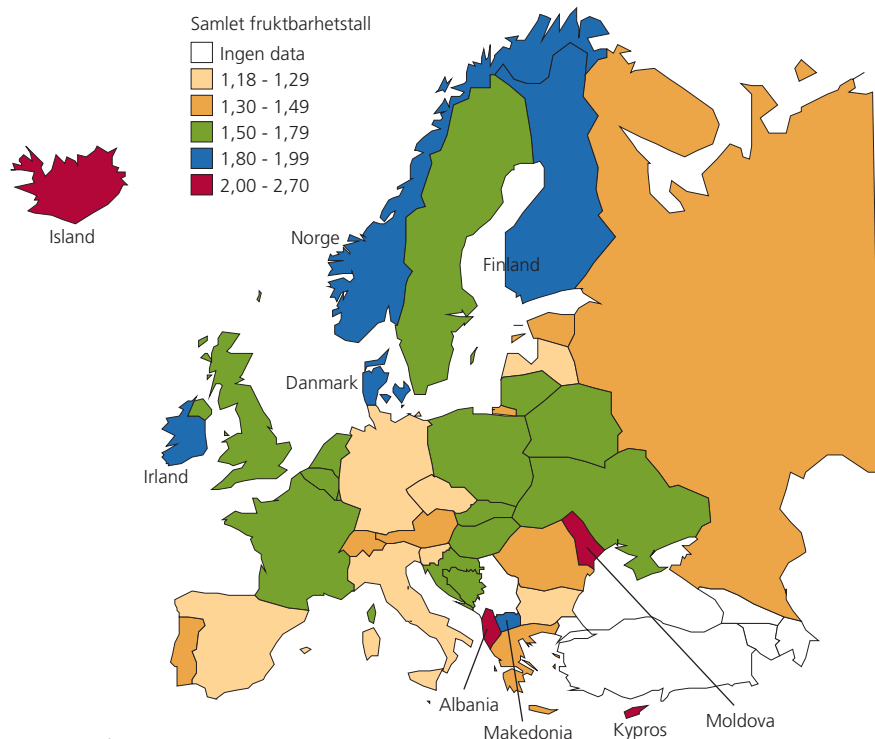 Samlet fruktbarhetstall
Ingen data
1,18 - 1,29
1,30 - 1,49
1,50 - 1,79
1,80 - 1,99
2,00 - 2,70
Island
Norge
Finland
Danmark
Irland
Albania
Makedonia
Kypros
Moldova